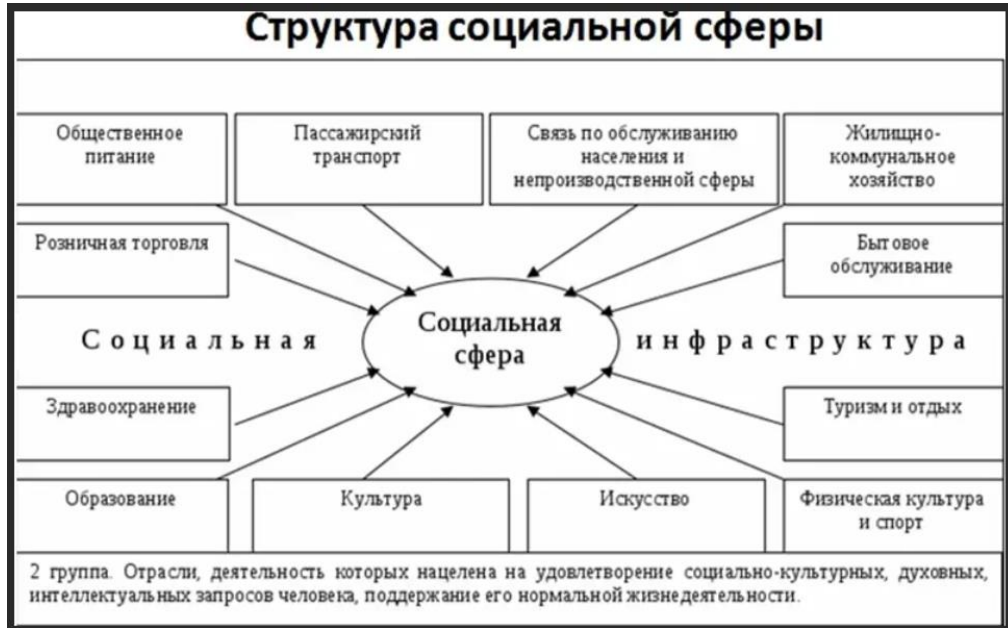 Структура социальной сферы
Общественное
питание
Пассажирский
транспорт
Связь по обслуживанию
населения и
непроизводственной сферы
Жилищно-
коммунальное
хозяйство
Розничная торговля
Бытовое
обслуживание
Социальная
сфера
Социальная инфраструктура
Здравоохранение
Туризм и отдых
Образование
Культура
Искусство
Физическая культура
и спорт
2 группа. Отрасли, деятельность которых нацелена на удовлетворение социально-культурных, духовных,
интеллектуальных запросов человека, поддержание его нормальной жизнедеятельности.